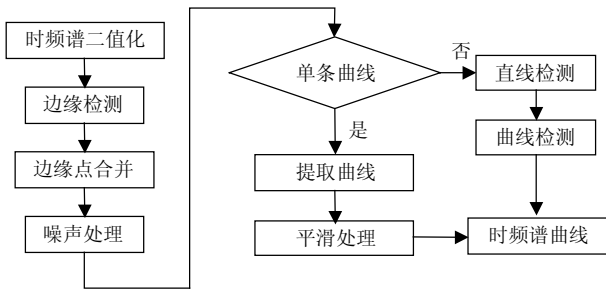 时频谱二值化
边缘检测
边缘点合并
噪声处理
单条曲线
否
是
直线检测
曲线检测
提取曲线
平滑处理
时频谱曲线